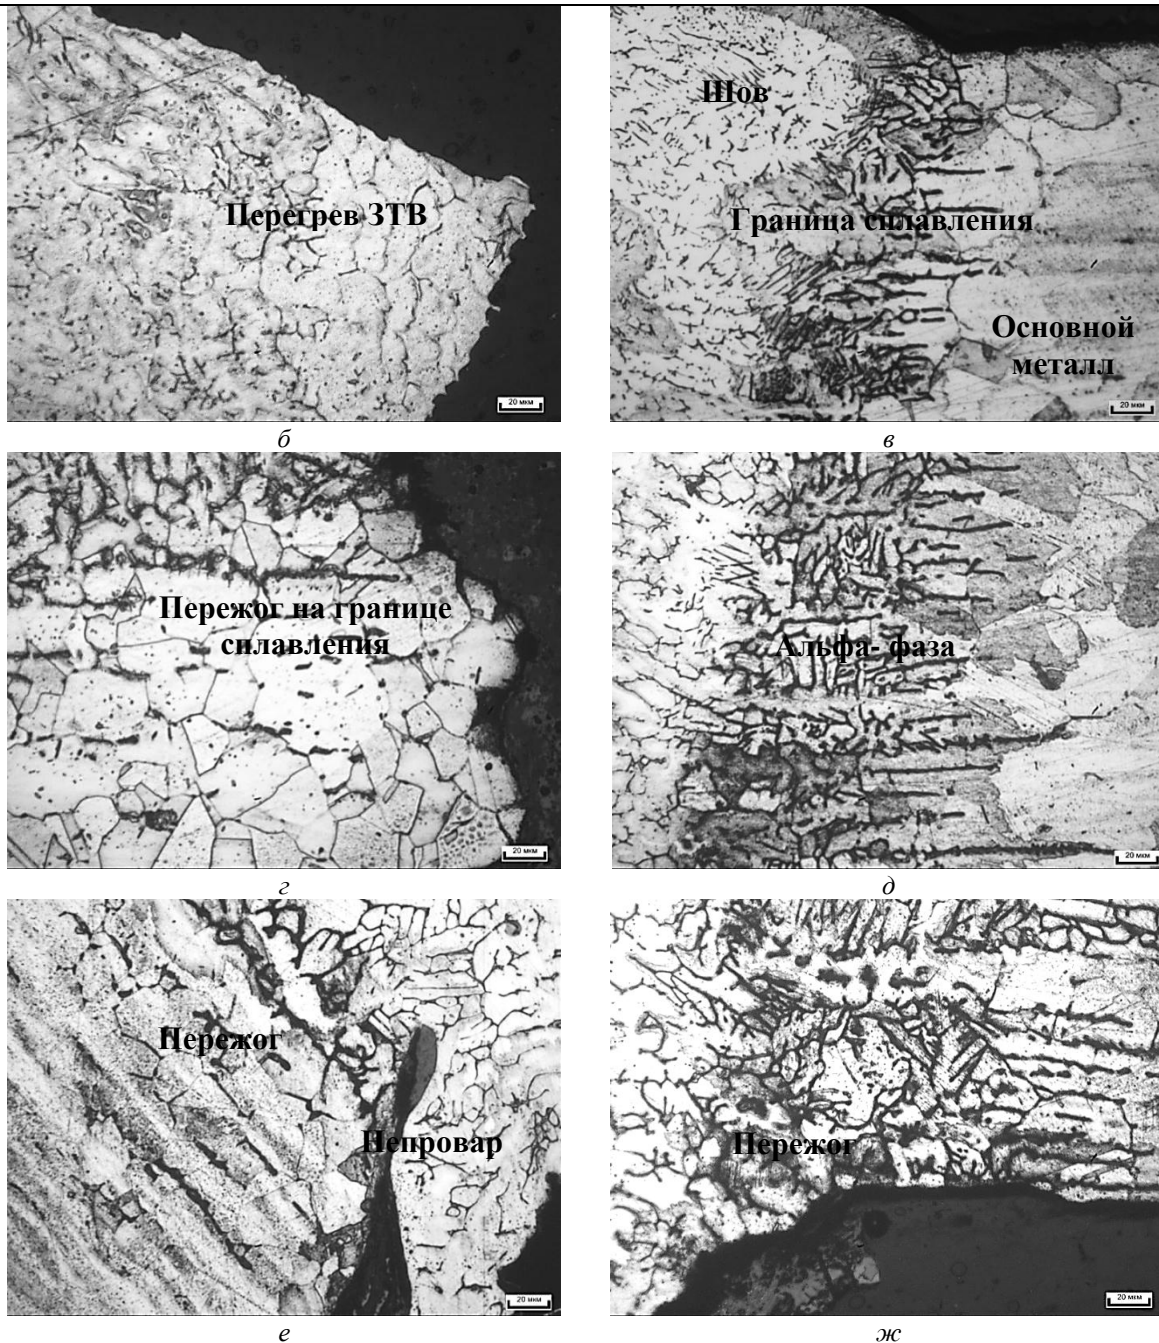 Перегрев ЗТВ
20 мкм
б
Шов
Граница сплавления
Основной
металл
20 мкм
в
Пережог на границе
сплавления
20 мкм
г
Альфа- фаза
20 мкм
д
Пережог
Непровар
20 мкм
е
Пережог
20 мкм
ж